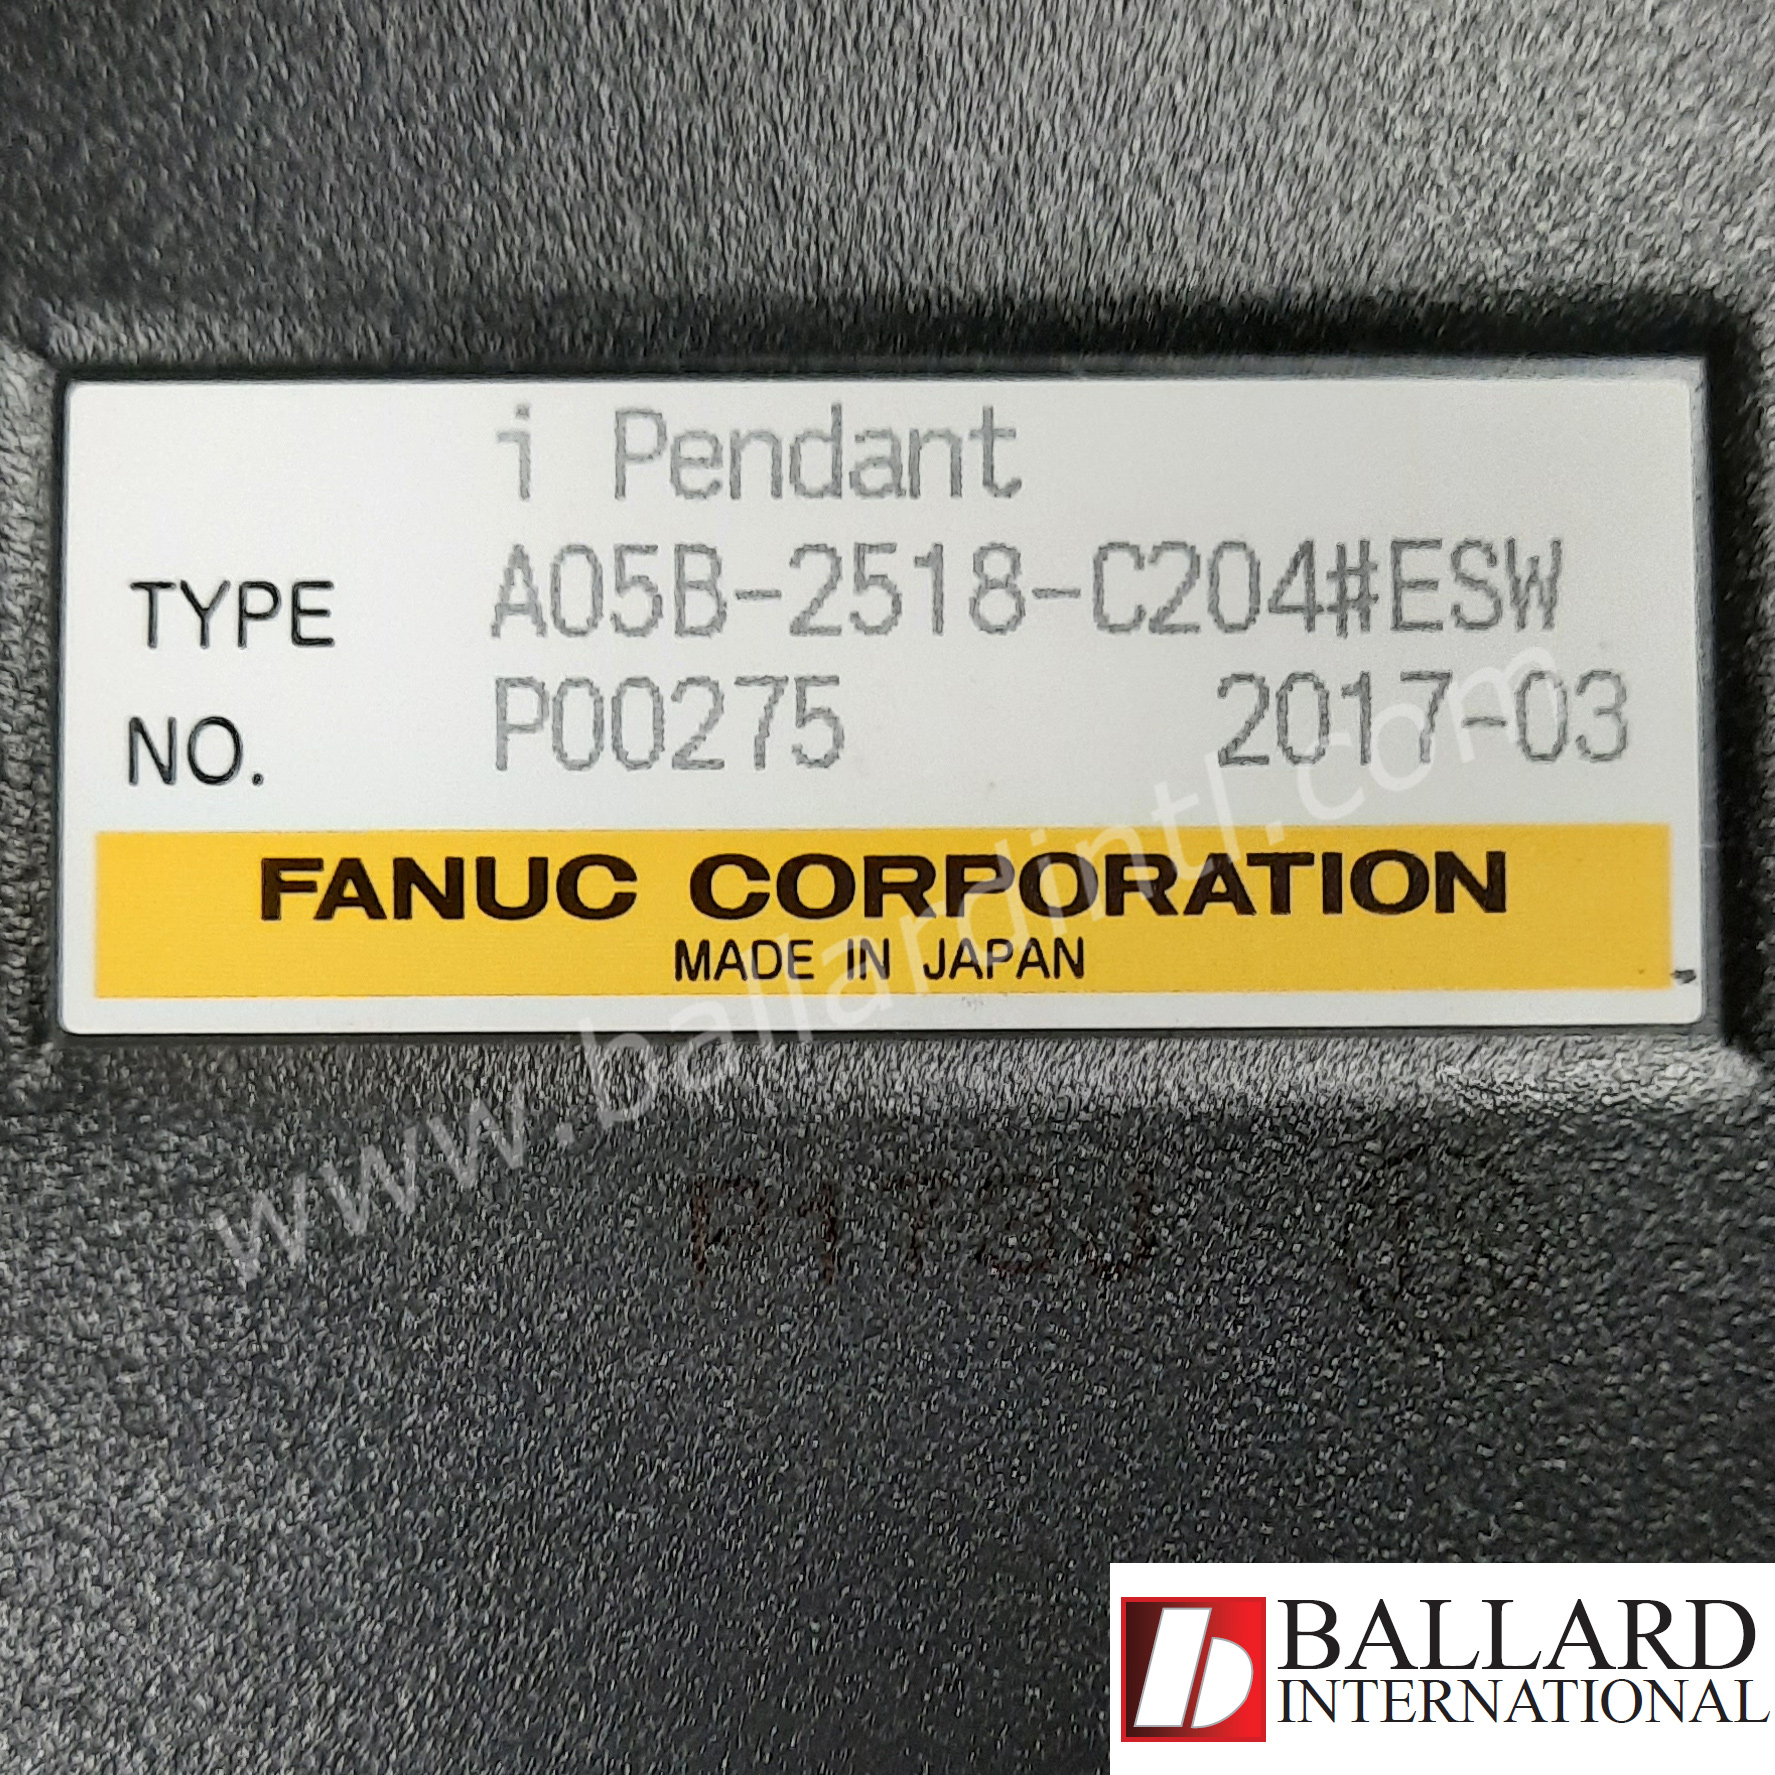 i Pendant
TYPE A05B-2518-C204#ESW
NO. P00275 2017-03
FANUC CORPORATION
MADE IN JAPAN
www.ballardintl.com
BALLARD
INTERNATIONAL